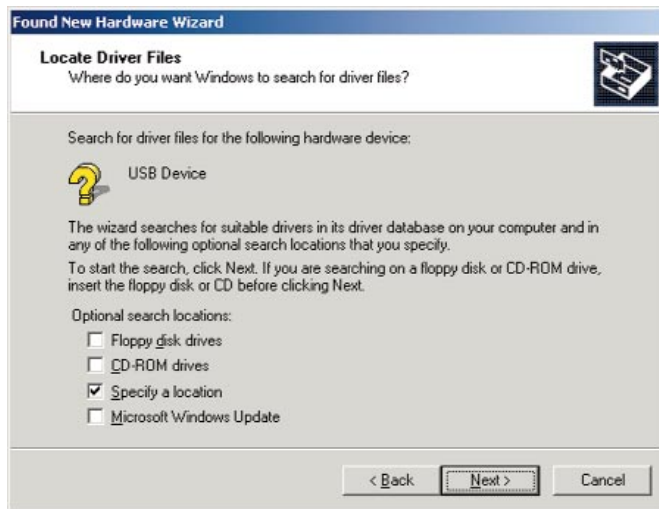 Found New Hardware Wizard
Locate Driver Files
Where do you want Windows to search for driver files?
Search for driver files for the following hardware device:
USB Device
The wizard searches for suitable drivers in its driver database on your computer and in
any of the following optional search locations that you specify.
To start the search, click Next. If you are searching on a floppy disk or CD-ROM drive,
insert the floppy disk or CD before clicking Next.
Optional search locations:
Floppy disk drives
CD-ROM drives
Specify a location
Microsoft Windows Update
< Back Next > Cancel